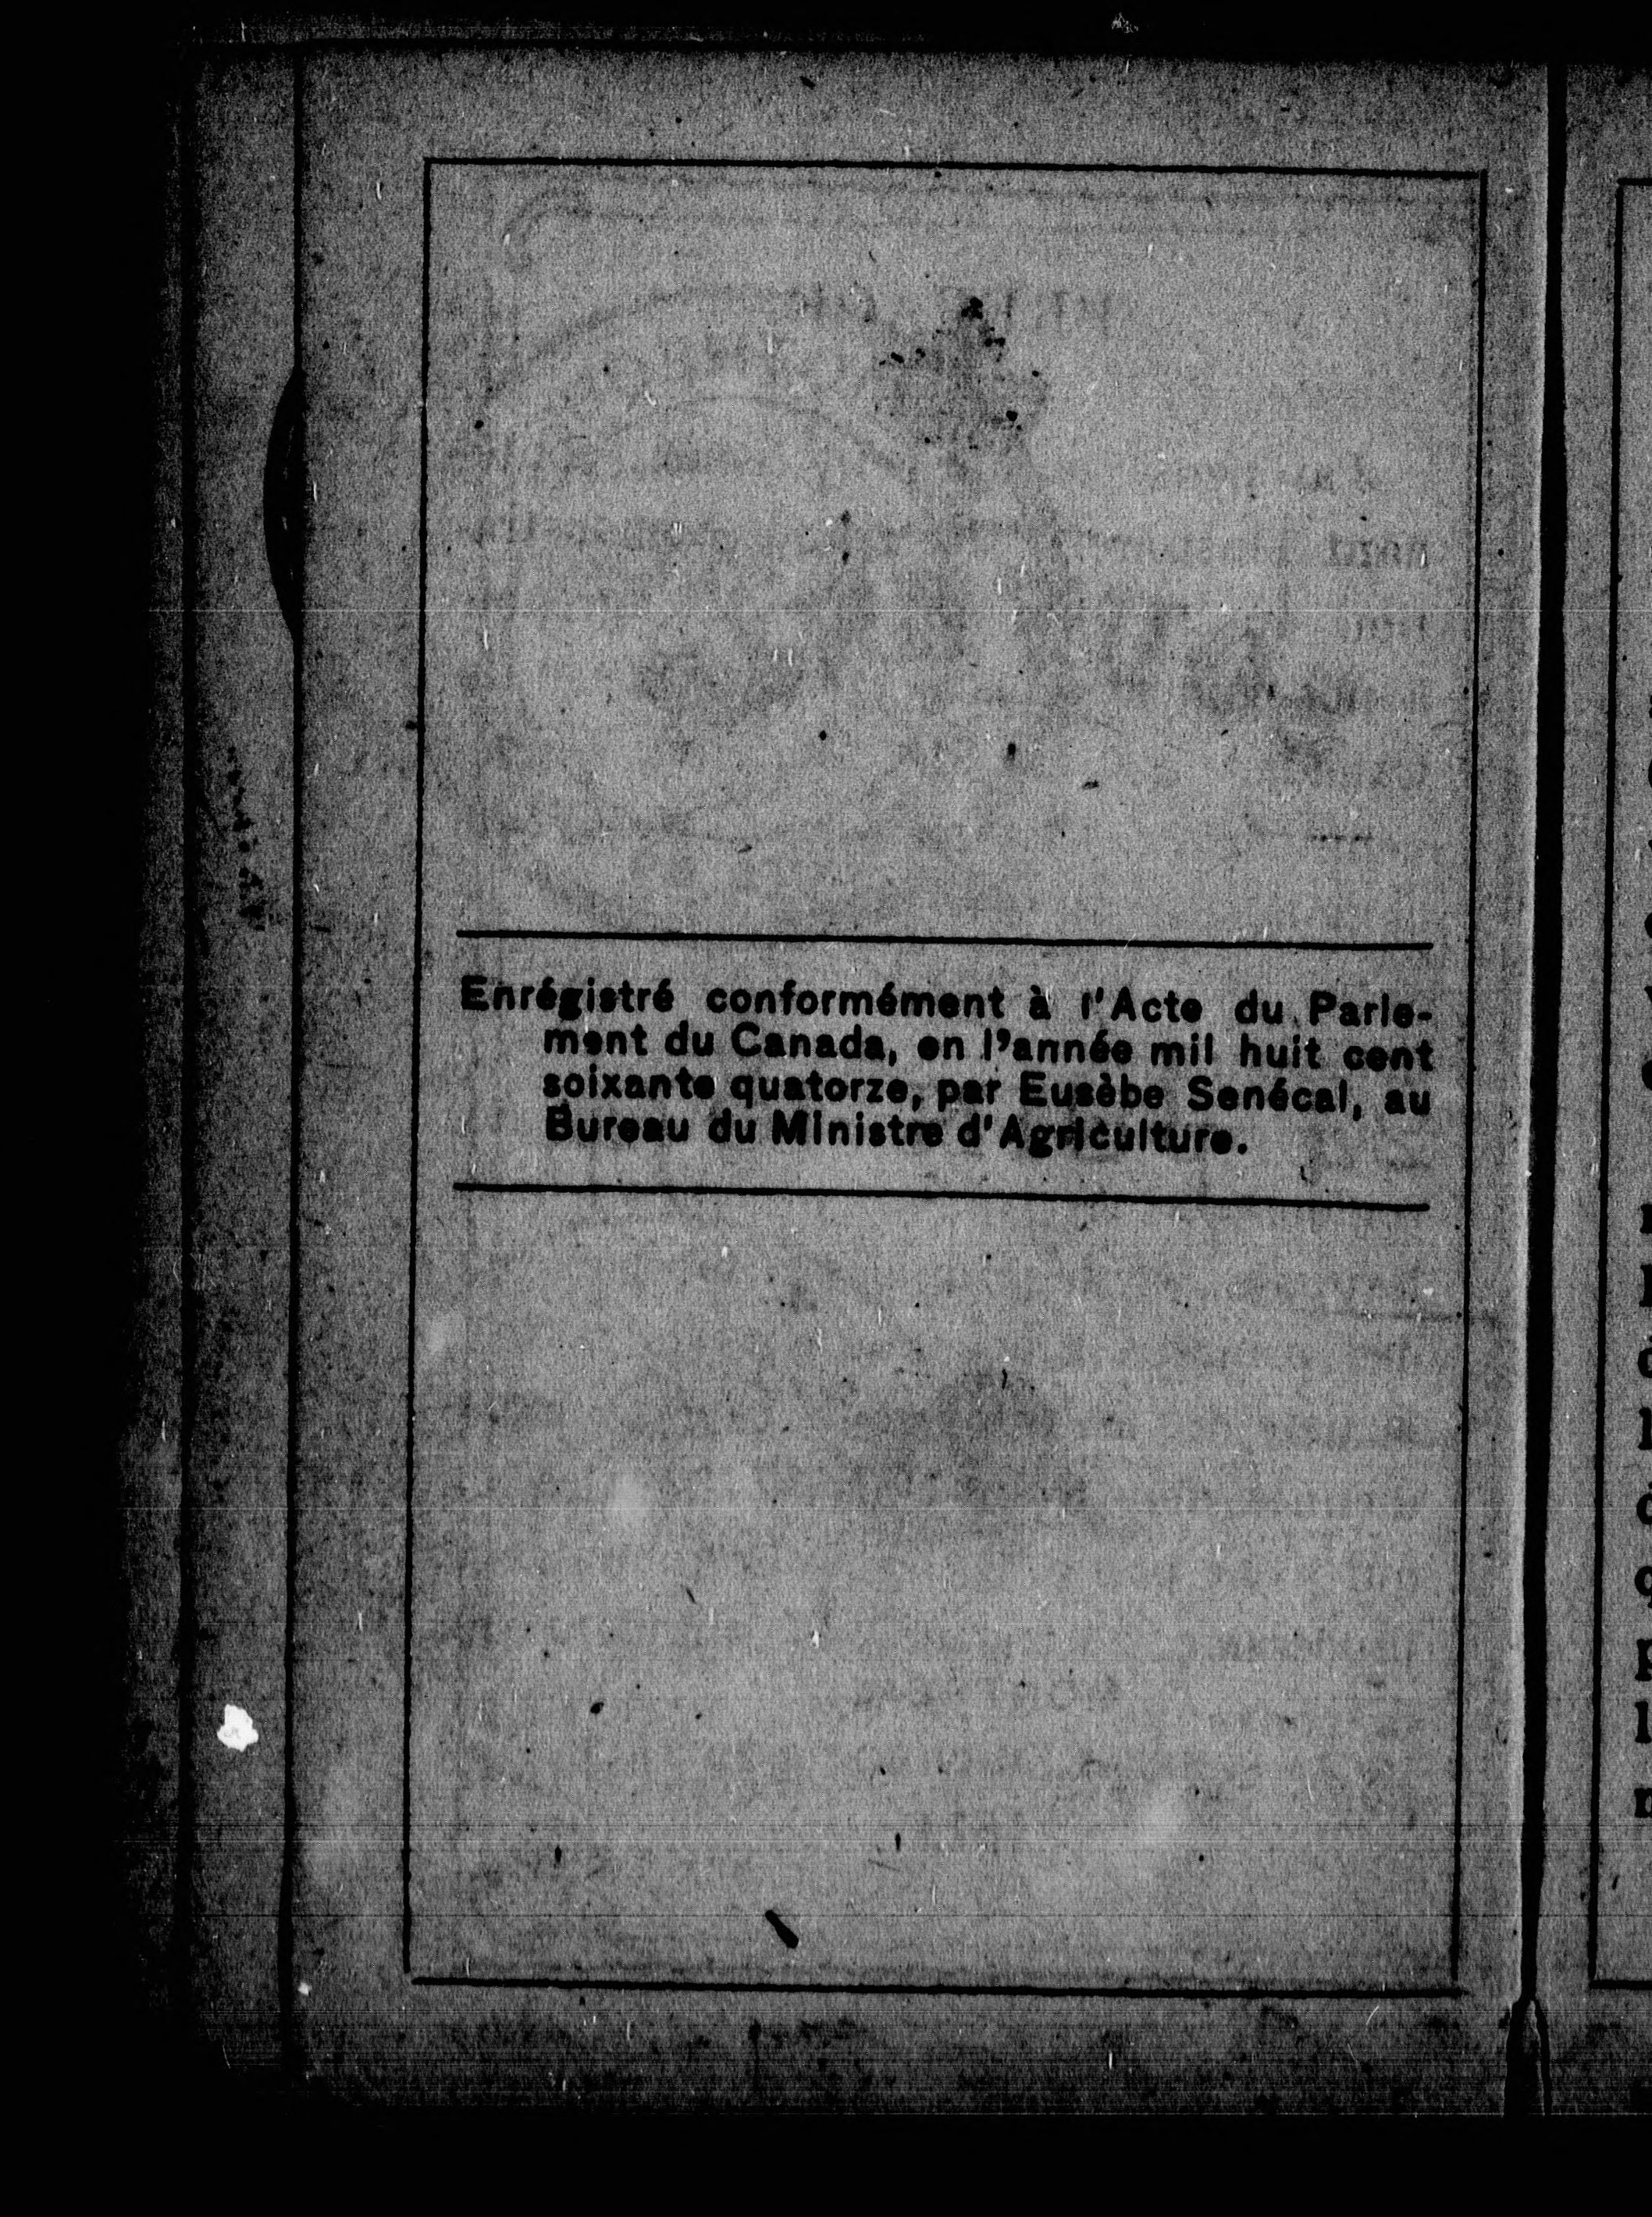 Enrégistré conformément à l'Acte du Parle-
ment du Canada, en l'année mil huit cent
soixante quatorze, par Eusèbe Senécal, au
Bureau du Ministre d'Agriculture.